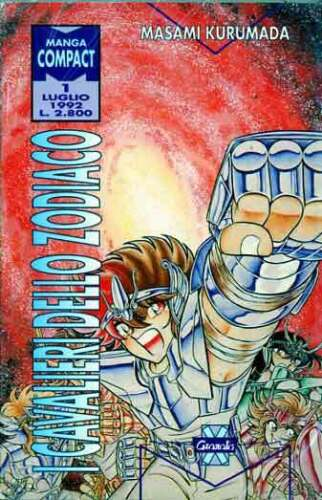 MASAMI KURUMADA
MANGA
COMPACT
1
LUGLIO
1992
L. 2.800
I CAVALIERI DELLO ZODIACO
Granata